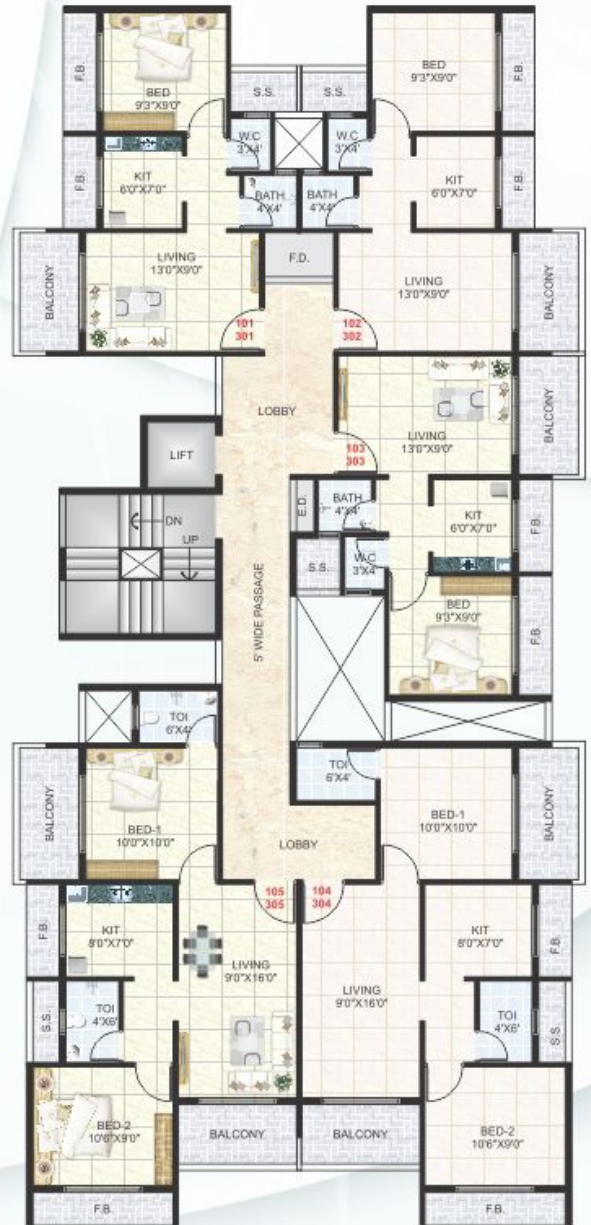 F.B.
BED
9'3"X9'0"
S.S.
S.S.
BED
9'3"X9'0"
F.B.
F.B.
KIT
6'0"X7'0"
W.C
3'X4'
W.C
3'X4'
KIT
6'0"X7'0"
F.B.
BATH
4'X4'
BATH
4'X4'
BALCONY
LIVING
13'0"X9'0"
F.D.
LIVING
13'0"X9'0"
BALCONY
101
301
102
302
LOBBY
LIVING
13'0"X9'0"
BALCONY
103
303
LIFT
E.D.
BATH
4'X4'
KIT
6'0"X7'0"
F.B.
DN
UP
S.S.
W.C
3'X4'
5' WIDE PASSAGE
BED
9'3"X9'0"
F.B.
TOI
6'X4'
TOI
6'X4'
BALCONY
BED-1
10'0"X10'0"
BED-1
10'0"X10'0"
BALCONY
LOBBY
105
305
104
304
F.B.
KIT
8'0"X7'0"
LIVING
9'0"X16'0"
LIVING
9'0"X16'0"
KIT
8'0"X7'0"
F.B.
S.S.
TOI
4'X6'
TOI
4'X6'
S.S.
BED-2
10'6"X9'0"
BALCONY
BALCONY
BED-2
10'6"X9'0"
F.B.
F.B.